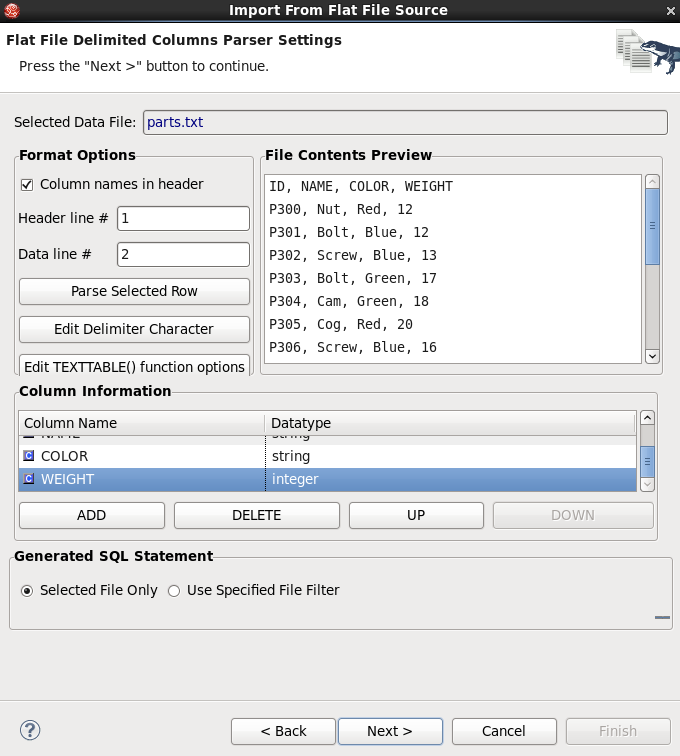 Import From Flat File Source
Flat File Delimited Columns Parser Settings
Press the "Next >" button to continue.
Selected Data File: parts.txt
Format Options
Column names in header
Header line # 1
Data line # 2
Parse Selected Row
Edit Delimiter Character
Edit TEXTTABLE() function options
File Contents Preview
ID, NAME, COLOR, WEIGHT
P300, Nut, Red, 12
P301, Bolt, Blue, 12
P302, Screw, Blue, 13
P303, Bolt, Green, 17
P304, Cam, Green, 18
P305, Cog, Red, 20
P306, Screw, Blue, 16
Column Information
Column Name Datatype
NAME string
COLOR string
WEIGHT integer
ADD DELETE UP DOWN
Generated SQL Statement
Selected File Only Use Specified File Filter
? < Back Next > Cancel Finish